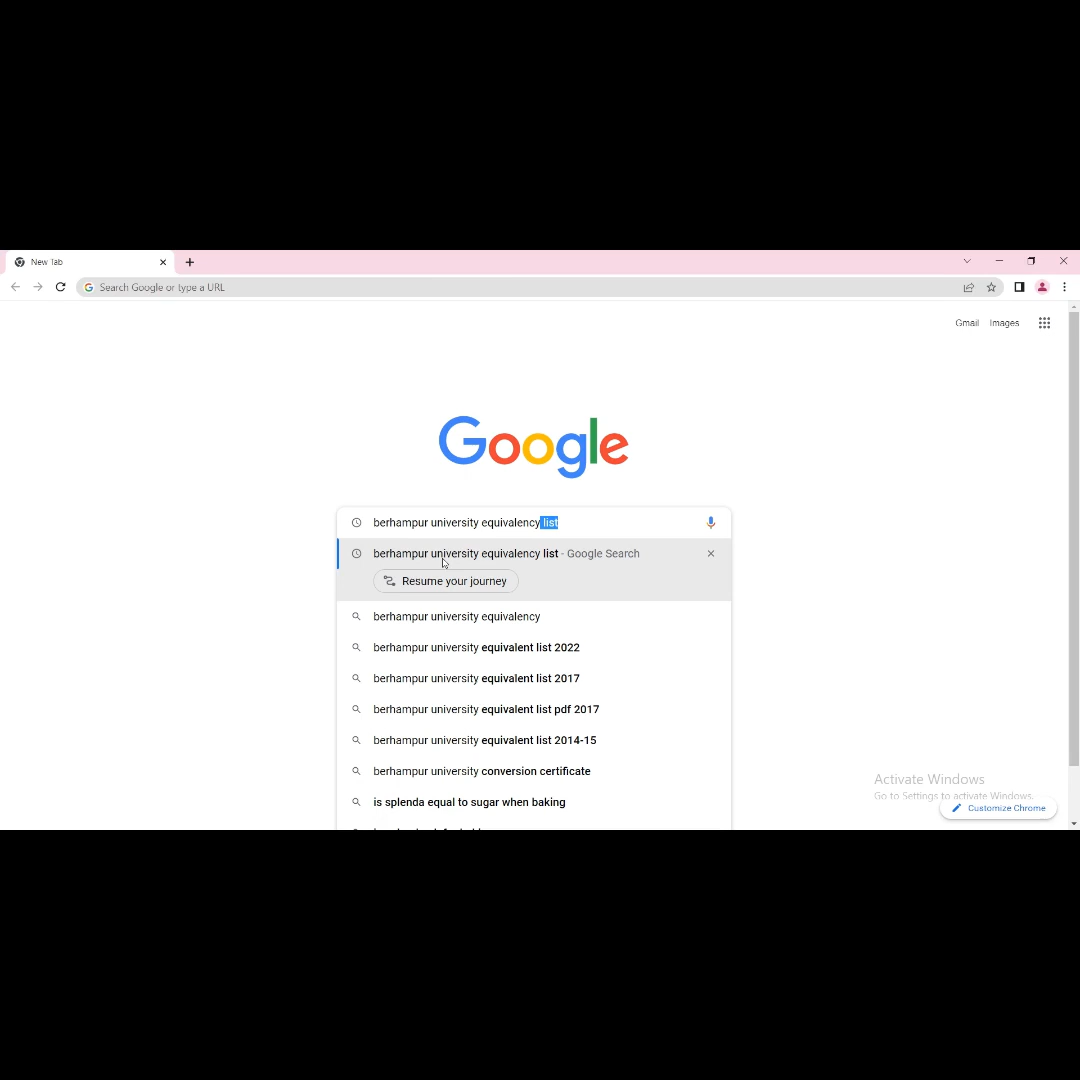 New Tab
Search Google or type a URL
Gmail Images
Google
berhampur university equivalency list
berhampur university equivalency list - Google Search
Resume your journey
berhampur university equivalency
berhampur university equivalent list 2022
berhampur university equivalent list 2017
berhampur university equivalent list pdf 2017
berhampur university equivalent list 2014-15
berhampur university conversion certificate
is splenda equal to sugar when baking
Activate Windows
Go to Settings to activate Windows.
Customize Chrome